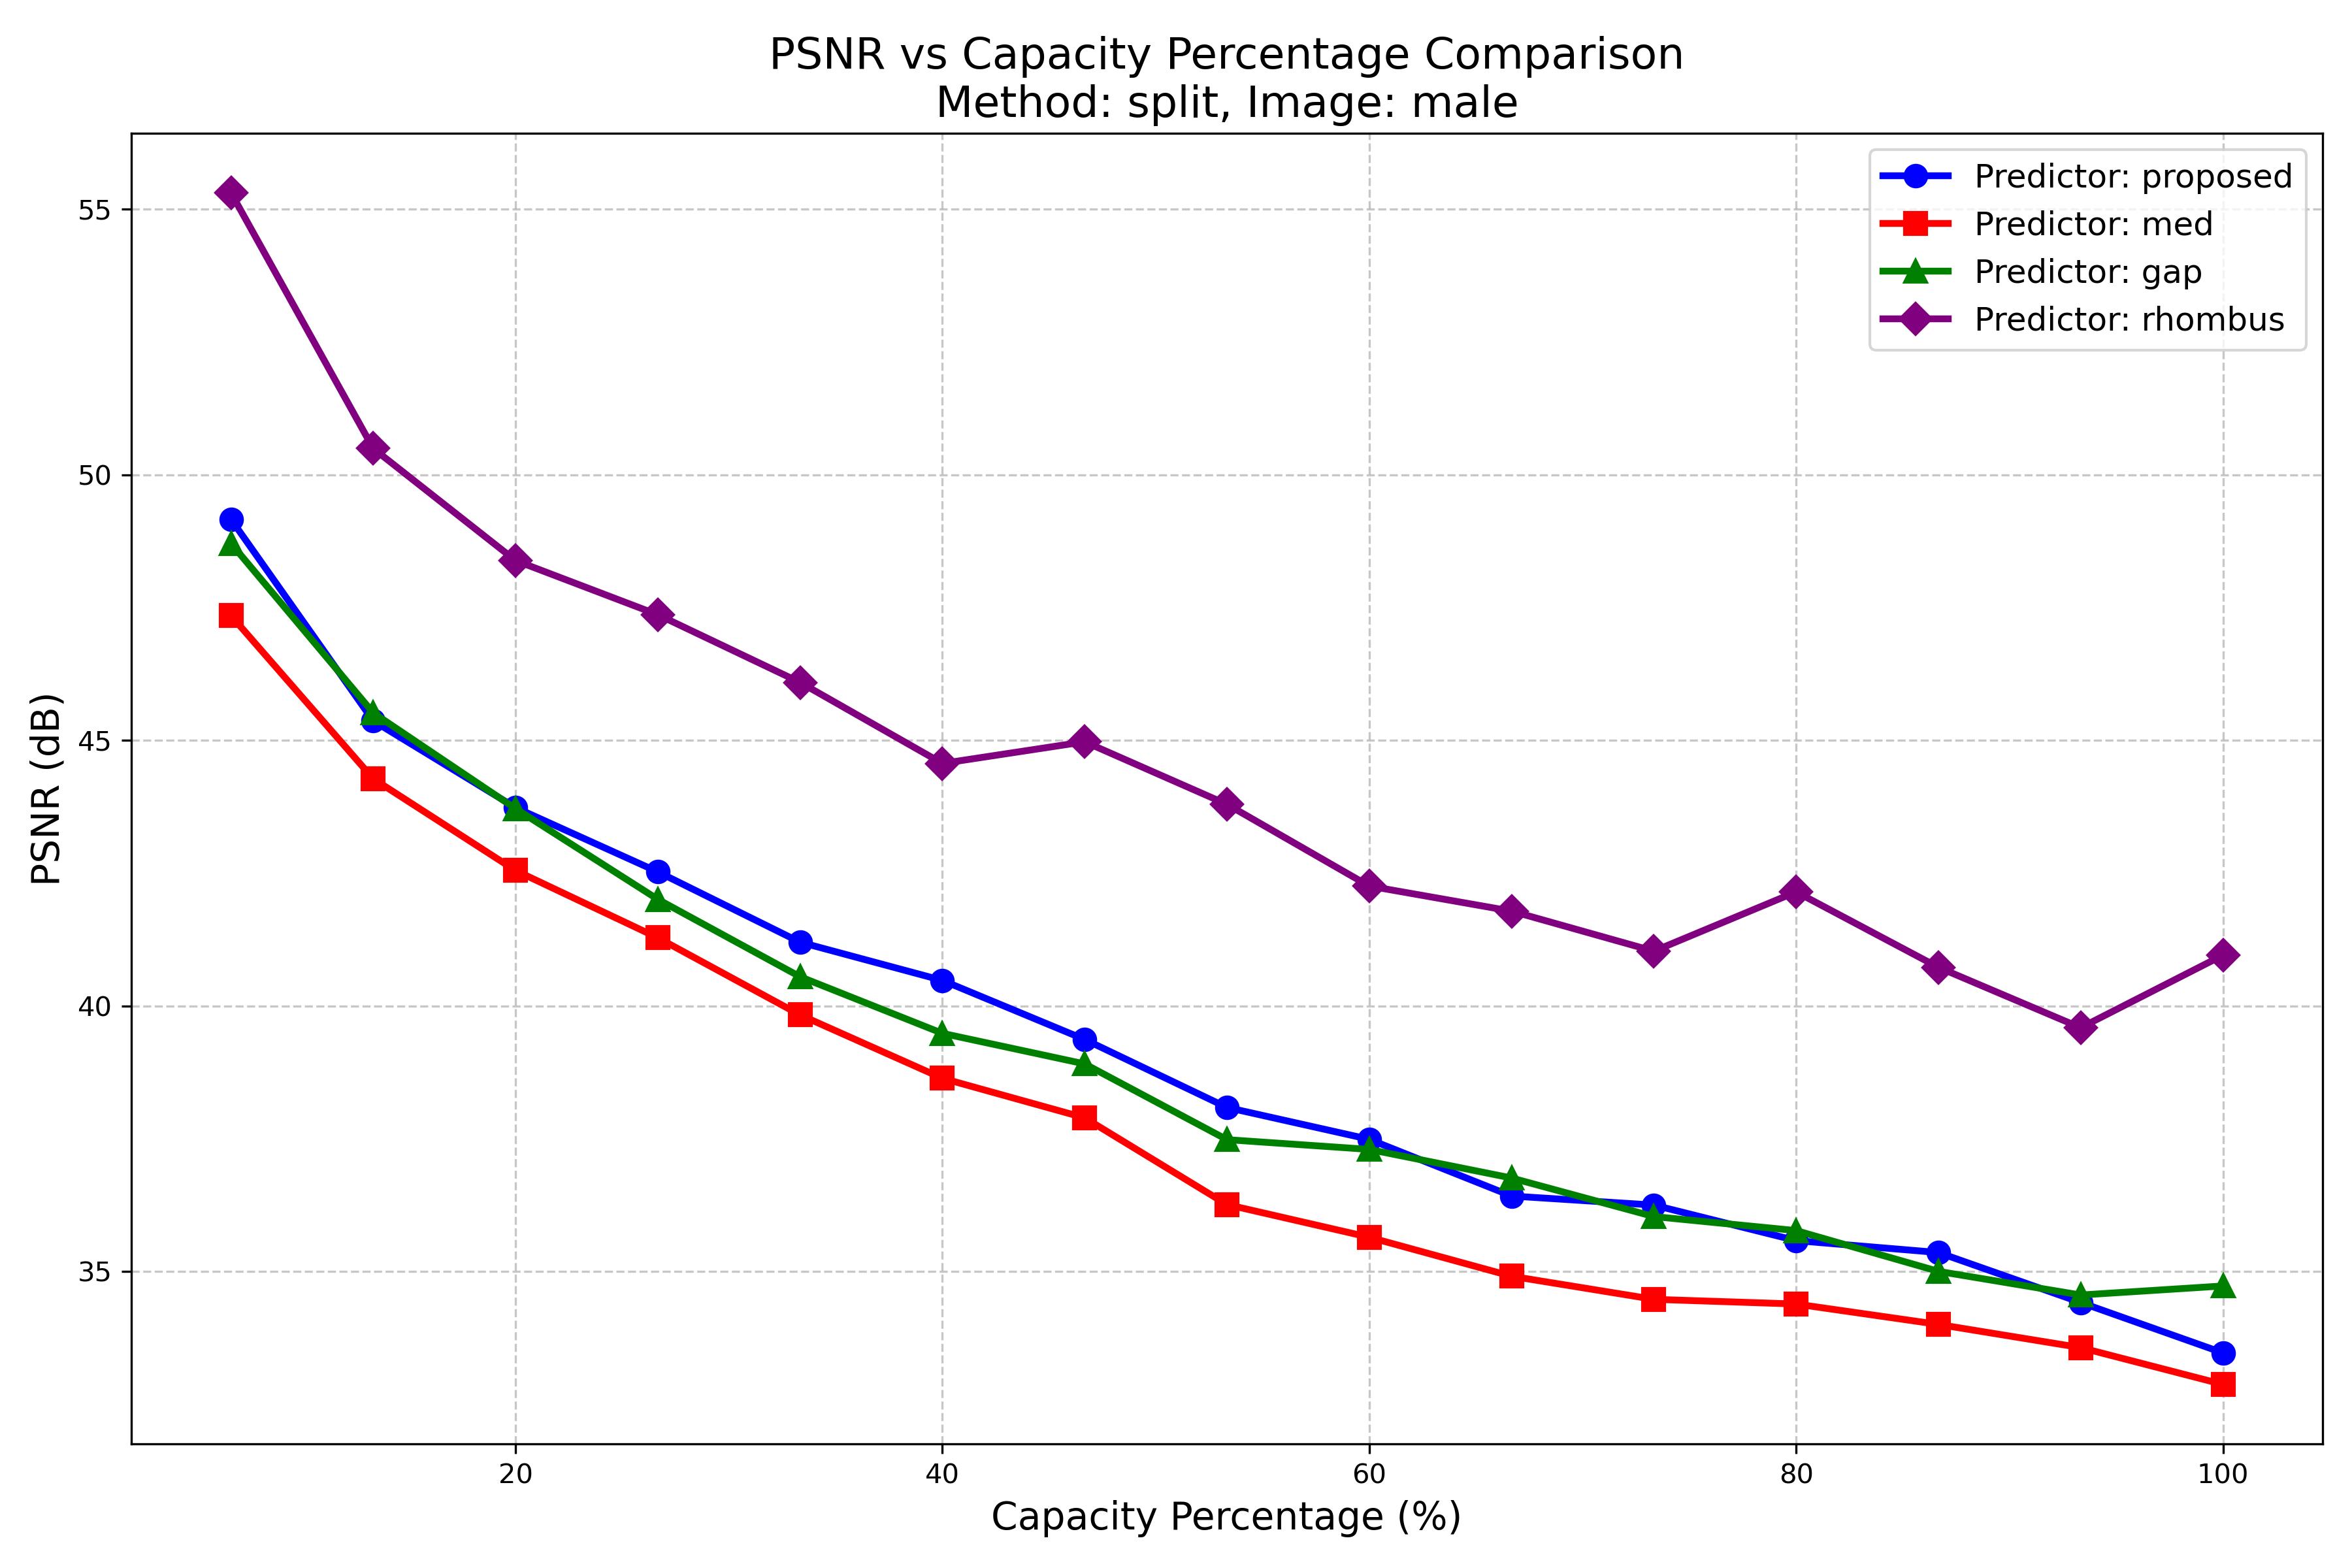 PSNR vs Capacity Percentage Comparison
Method: split, Image: male
Predictor: proposed
Predictor: med
Predictor: gap
Predictor: rhombus
PSNR (dB)
55
50
45
40
35
20
40
60
80
100
Capacity Percentage (%)